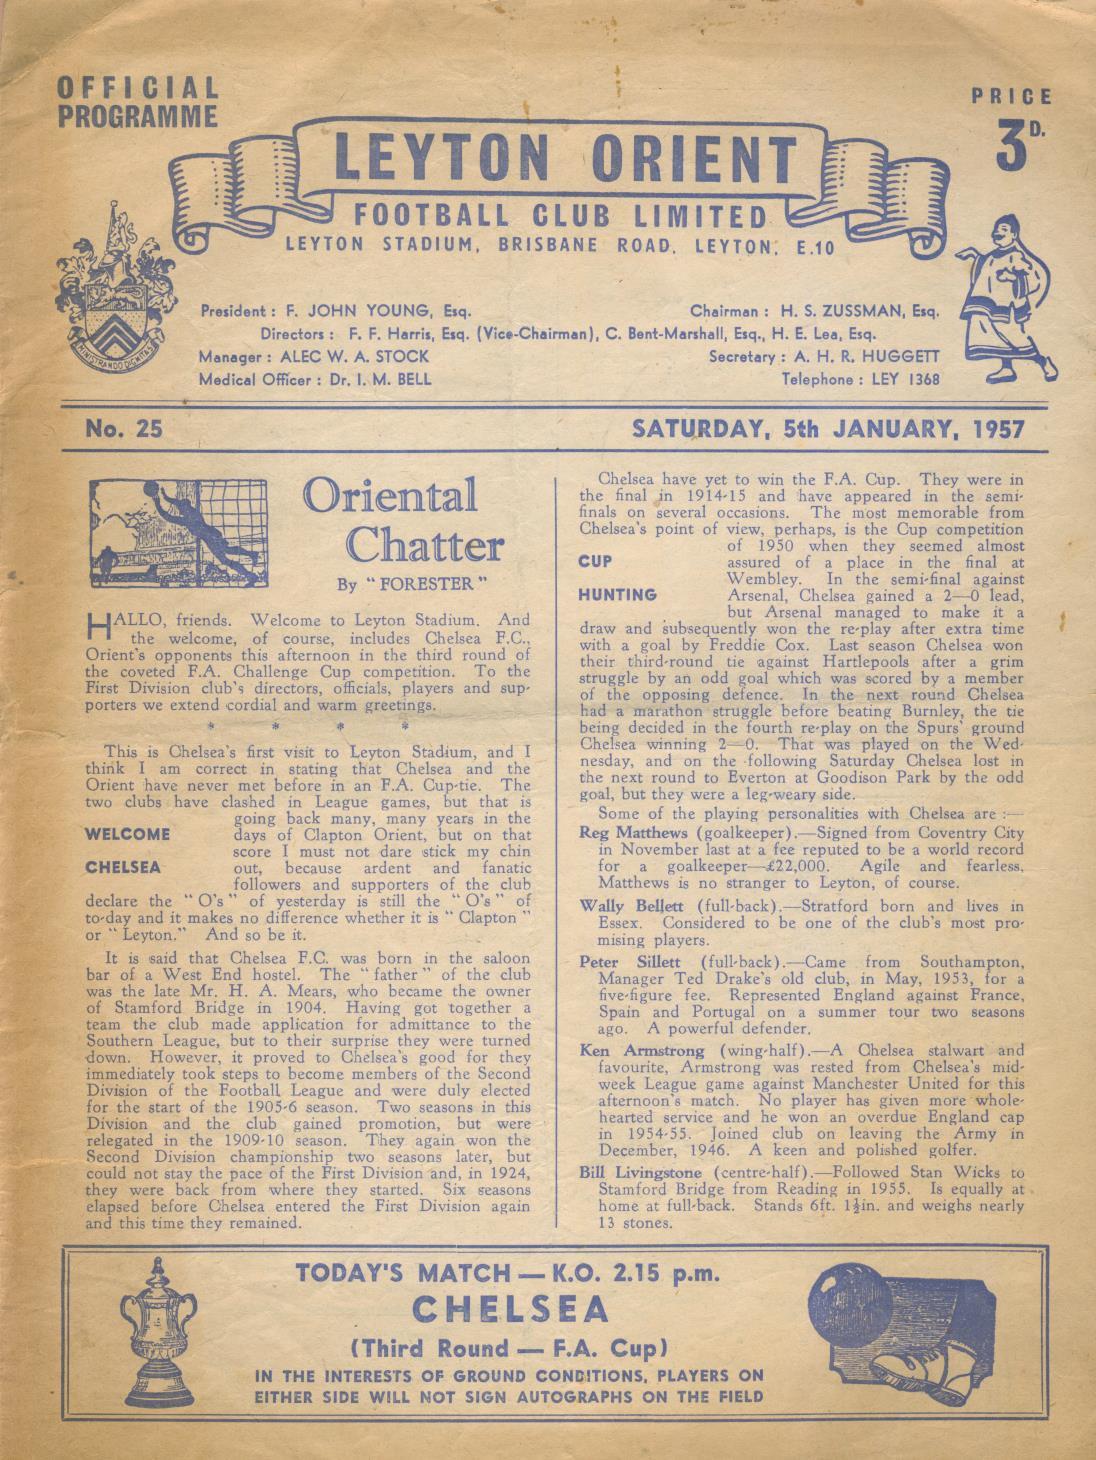 OFFICIAL
PROGRAMME
PRICE
3D.
LEYTON ORIENT
FOOTBALL CLUB LIMITED
LEYTON STADIUM, BRISBANE ROAD, LEYTON, E.10
MINISTRANDO DIGNITAS
President : F. JOHN YOUNG, Esq.
Chairman : H. S. ZUSSMAN, Esq.
Directors : F. F. Harris, Esq. (Vice-Chairman), C. Bent-Marshall, Esq., H. E. Lea, Esq.
Manager : ALEC W. A. STOCK
Secretary : A. H. R. HUGGETT
Medical Officer : Dr. I. M. BELL
Telephone : LEY 1368
No. 25
SATURDAY, 5th JANUARY, 1957
Oriental
Chatter
By " FORESTER "
HALLO, friends. Welcome to Leyton Stadium. And
the welcome, of course, includes Chelsea F.C.,
Orient's opponents this afternoon in the third round of
the coveted F.A. Challenge Cup competition. To the
First Division club's directors, officials, players and sup-
porters we extend cordial and warm greetings.
* * * *
This is Chelsea's first visit to Leyton Stadium, and I
think I am correct in stating that Chelsea and the
Orient have never met before in an F.A. Cup-tie. The
two clubs have clashed in League games, but that is
going back many, many years in the
WELCOME
days of Clapton Orient, but on that
score I must not dare stick my chin
CHELSEA
out, because ardent and fanatic
followers and supporters of the club
declare the " O's " of yesterday is still the " O's " of
to-day and it makes no difference whether it is " Clapton "
or " Leyton." And so be it.
It is said that Chelsea F.C. was born in the saloon
bar of a West End hostel. The " father " of the club
was the late Mr. H. A. Mears, who became the owner
of Stamford Bridge in 1904. Having got together a
team the club made application for admittance to the
Southern League, but to their surprise they were turned
down. However, it proved to Chelsea's good for they
immediately took steps to become members of the Second
Division of the Football League and were duly elected
for the start of the 1905-6 season. Two seasons in this
Division and the club gained promotion, but were
relegated in the 1909-10 season. They again won the
Second Division championship two seasons later, but
could not stay the pace of the First Division and, in 1924,
they were back from where they started. Six seasons
elapsed before Chelsea entered the First Division again
and this time they remained.
Chelsea have yet to win the F.A. Cup. They were in
the final in 1914-15 and have appeared in the semi-
finals on several occasions. The most memorable from
Chelsea's point of view, perhaps, is the Cup competition
of 1950 when they seemed almost
CUP
assured of a place in the final at
Wembley. In the semi-final against
HUNTING
Arsenal, Chelsea gained a 2—0 lead,
but Arsenal managed to make it a
draw and subsequently won the re-play after extra time
with a goal by Freddie Cox. Last season Chelsea won
their third-round tie against Hartlepools after a grim
struggle by an odd goal which was scored by a member
of the opposing defence. In the next round Chelsea
had a marathon struggle before beating Burnley, the tie
being decided in the fourth re-play on the Spurs' ground
Chelsea winning 2—0. That was played on the Wed-
nesday, and on the following Saturday Chelsea lost in
the next round to Everton at Goodison Park by the odd
goal, but they were a leg-weary side.
Some of the playing personalities with Chelsea are :—
Reg Matthews (goalkeeper).—Signed from Coventry City
in November last at a fee reputed to be a world record
for a goalkeeper—£22,000. Agile and fearless,
Matthews is no stranger to Leyton, of course.
Wally Bellett (full-back).—Stratford born and lives in
Essex. Considered to be one of the club's most pro-
mising players.
Peter Sillett (full-back).—Came from Southampton,
Manager Ted Drake's old club, in May, 1953, for a
five-figure fee. Represented England against France,
Spain and Portugal on a summer tour two seasons
ago. A powerful defender.
Ken Armstrong (wing-half).—A Chelsea stalwart and
favourite, Armstrong was rested from Chelsea's mid-
week League game against Manchester United for this
afternoon's match. No player has given more whole-
hearted service and he won an overdue England cap
in 1954-55. Joined club on leaving the Army in
December, 1946. A keen and polished golfer.
Bill Livingstone (centre-half).—Followed Stan Wicks to
Stamford Bridge from Reading in 1955. Is equally at
home at full-back. Stands 6ft. 1½in. and weighs nearly
13 stones.
TODAY'S MATCH — K.O. 2.15 p.m.
CHELSEA
(Third Round — F.A. Cup)
IN THE INTERESTS OF GROUND CONDITIONS, PLAYERS ON
EITHER SIDE WILL NOT SIGN AUTOGRAPHS ON THE FIELD